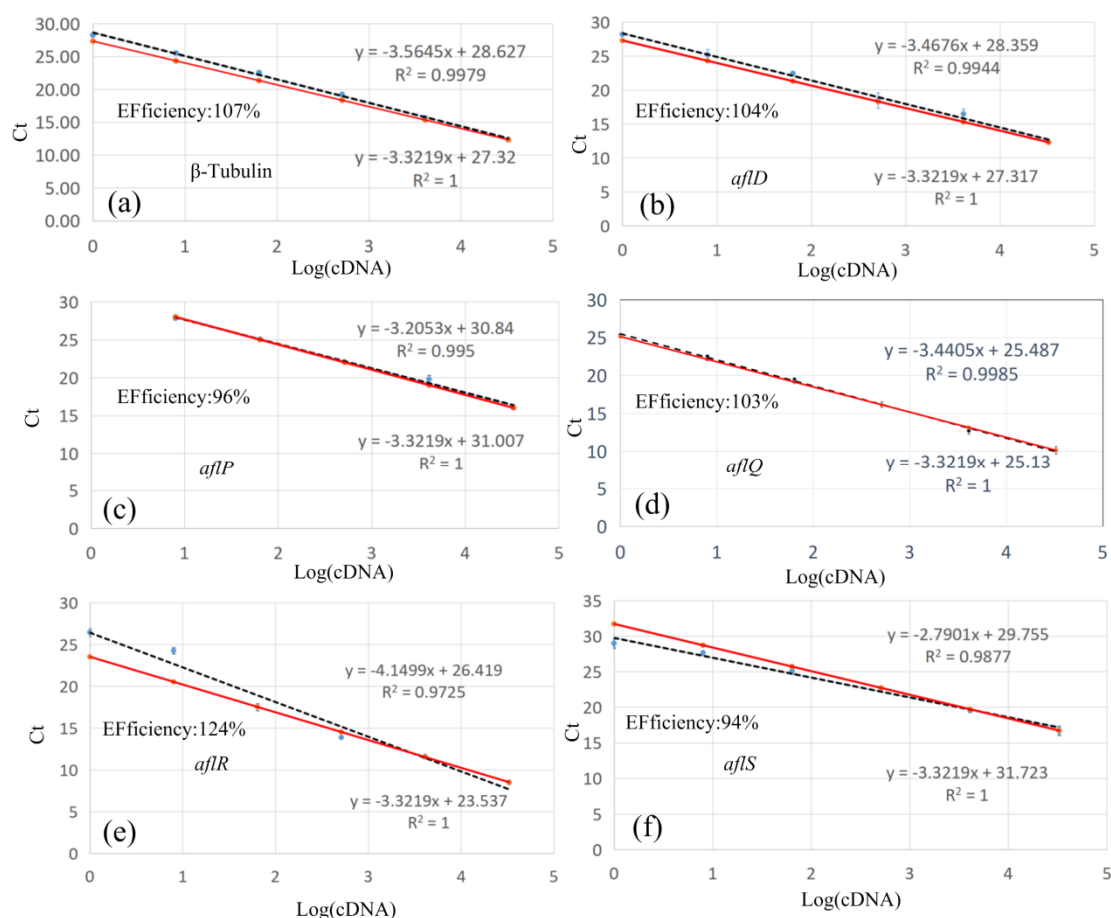 30.00
25.00
20.00
15.00
10.00
5.00
0.00
Ct
y = -3.5645x + 28.627
R² = 0.9979
EFficiency:107%
y = -3.3219x + 27.32
R² = 1
β-Tubulin
(a)
0 1 2 3 4 5
Log(cDNA)
30
25
20
15
10
5
0
Ct
y = -3.4676x + 28.359
R² = 0.9944
EFficiency:104%
y = -3.3219x + 27.317
R² = 1
aflD
(b)
0 1 2 3 4 5
Log(cDNA)
30
25
20
15
10
5
0
Ct
y = -3.2053x + 30.84
R² = 0.995
EFficiency:96%
y = -3.3219x + 31.007
R² = 1
aflP
(c)
0 1 2 3 4 5
Log(cDNA)
30
25
20
15
10
5
0
Ct
y = -3.4405x + 25.487
R² = 0.9985
EFficiency:103%
y = -3.3219x + 25.13
R² = 1
aflQ
(d)
0 1 2 3 4 5
Log(cDNA)
30
25
20
15
10
5
0
Ct
y = -4.1499x + 26.419
R² = 0.9725
EFficiency:124%
aflR
y = -3.3219x + 23.537
R² = 1
(e)
0 1 2 3 4 5
Log(cDNA)
35
30
25
20
15
10
5
0
Ct
y = -2.7901x + 29.755
R² = 0.9877
EFficiency:94%
aflS
y = -3.3219x + 31.723
R² = 1
(f)
0 1 2 3 4 5
Log(cDNA)